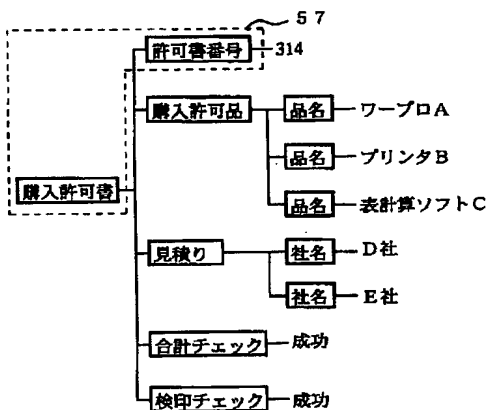 57
許可書番号 314
購入許可品 品名 ワープロA
品名 プリンタB
購入許可書
品名 表計算ソフトC
見積り 社名 D社
社名 E社
合計チェック 成功
検印チェック 成功